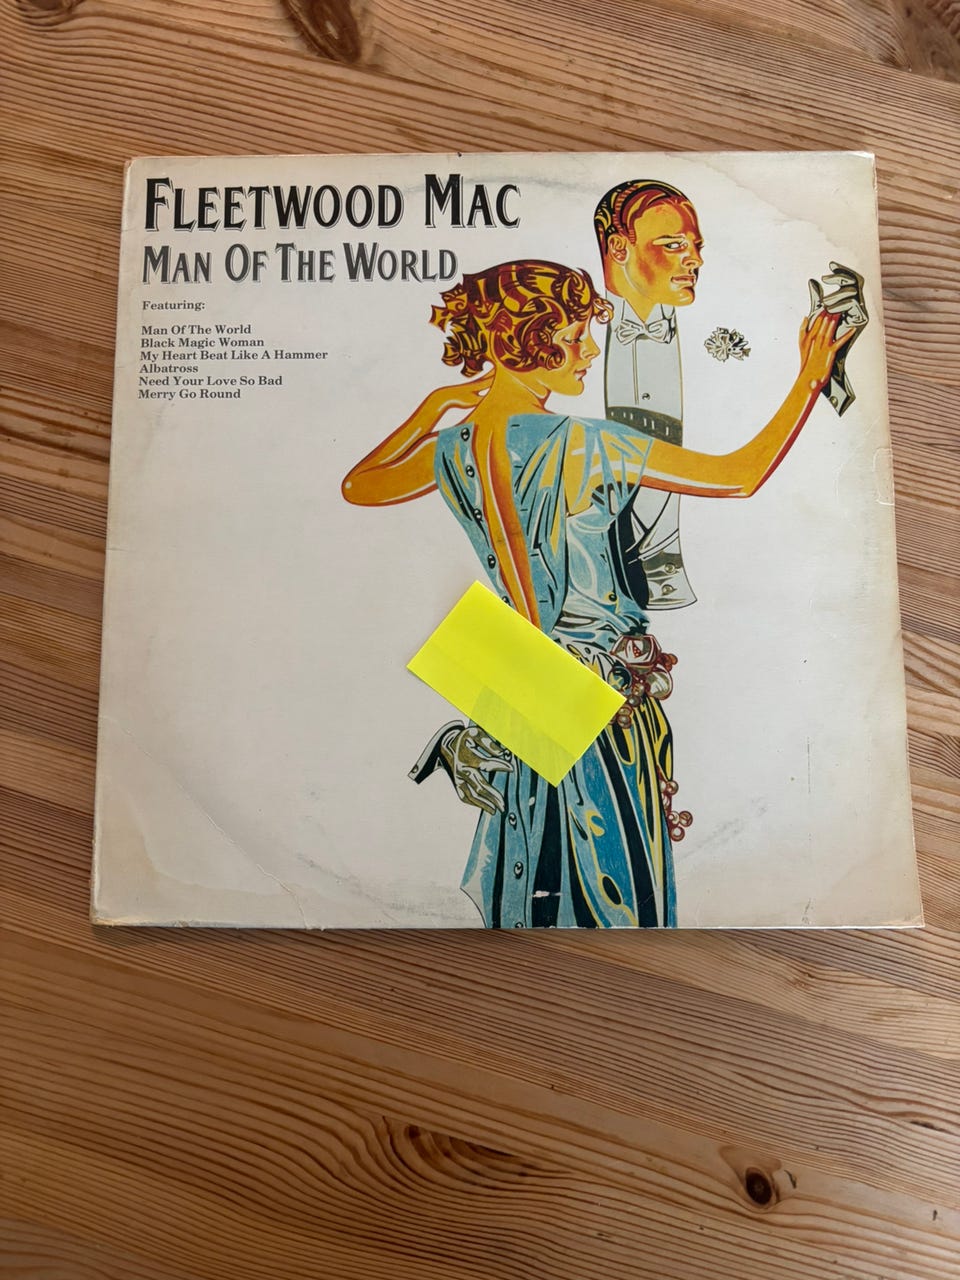 FLEETWOOD MAC
MAN OF THE WORLD
Featuring:
Man Of The World
Black Magic Woman
My Heart Beat Like A Hammer
Albatross
Need Your Love So Bad
Merry Go Round